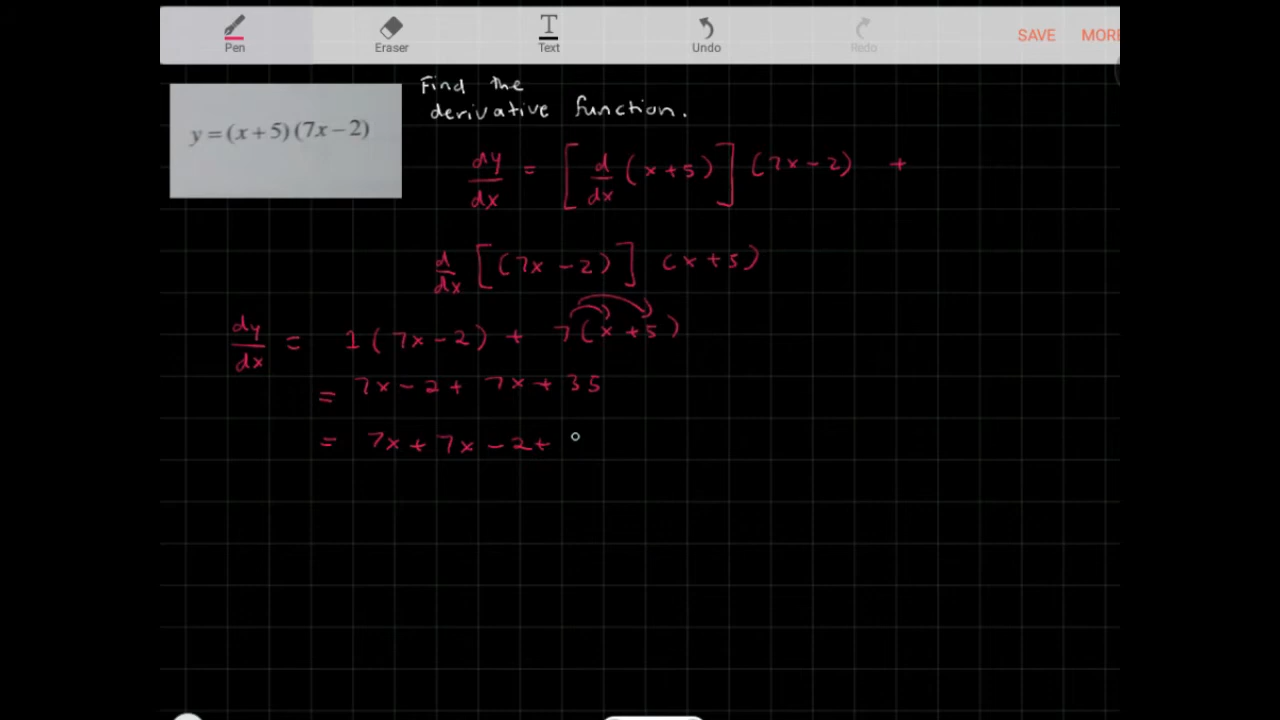 Pen Eraser Text Undo Redo SAVE MORE
Find the
derivative function.
y = (x + 5)(7x − 2)
dy/dx = [d/dx (x + 5)] (7x − 2) +
d/dx [(7x − 2)] (x + 5)
dy/dx = 1(7x − 2) + 7(x + 5)
= 7x − 2 + 7x + 35
= 7x + 7x − 2 +